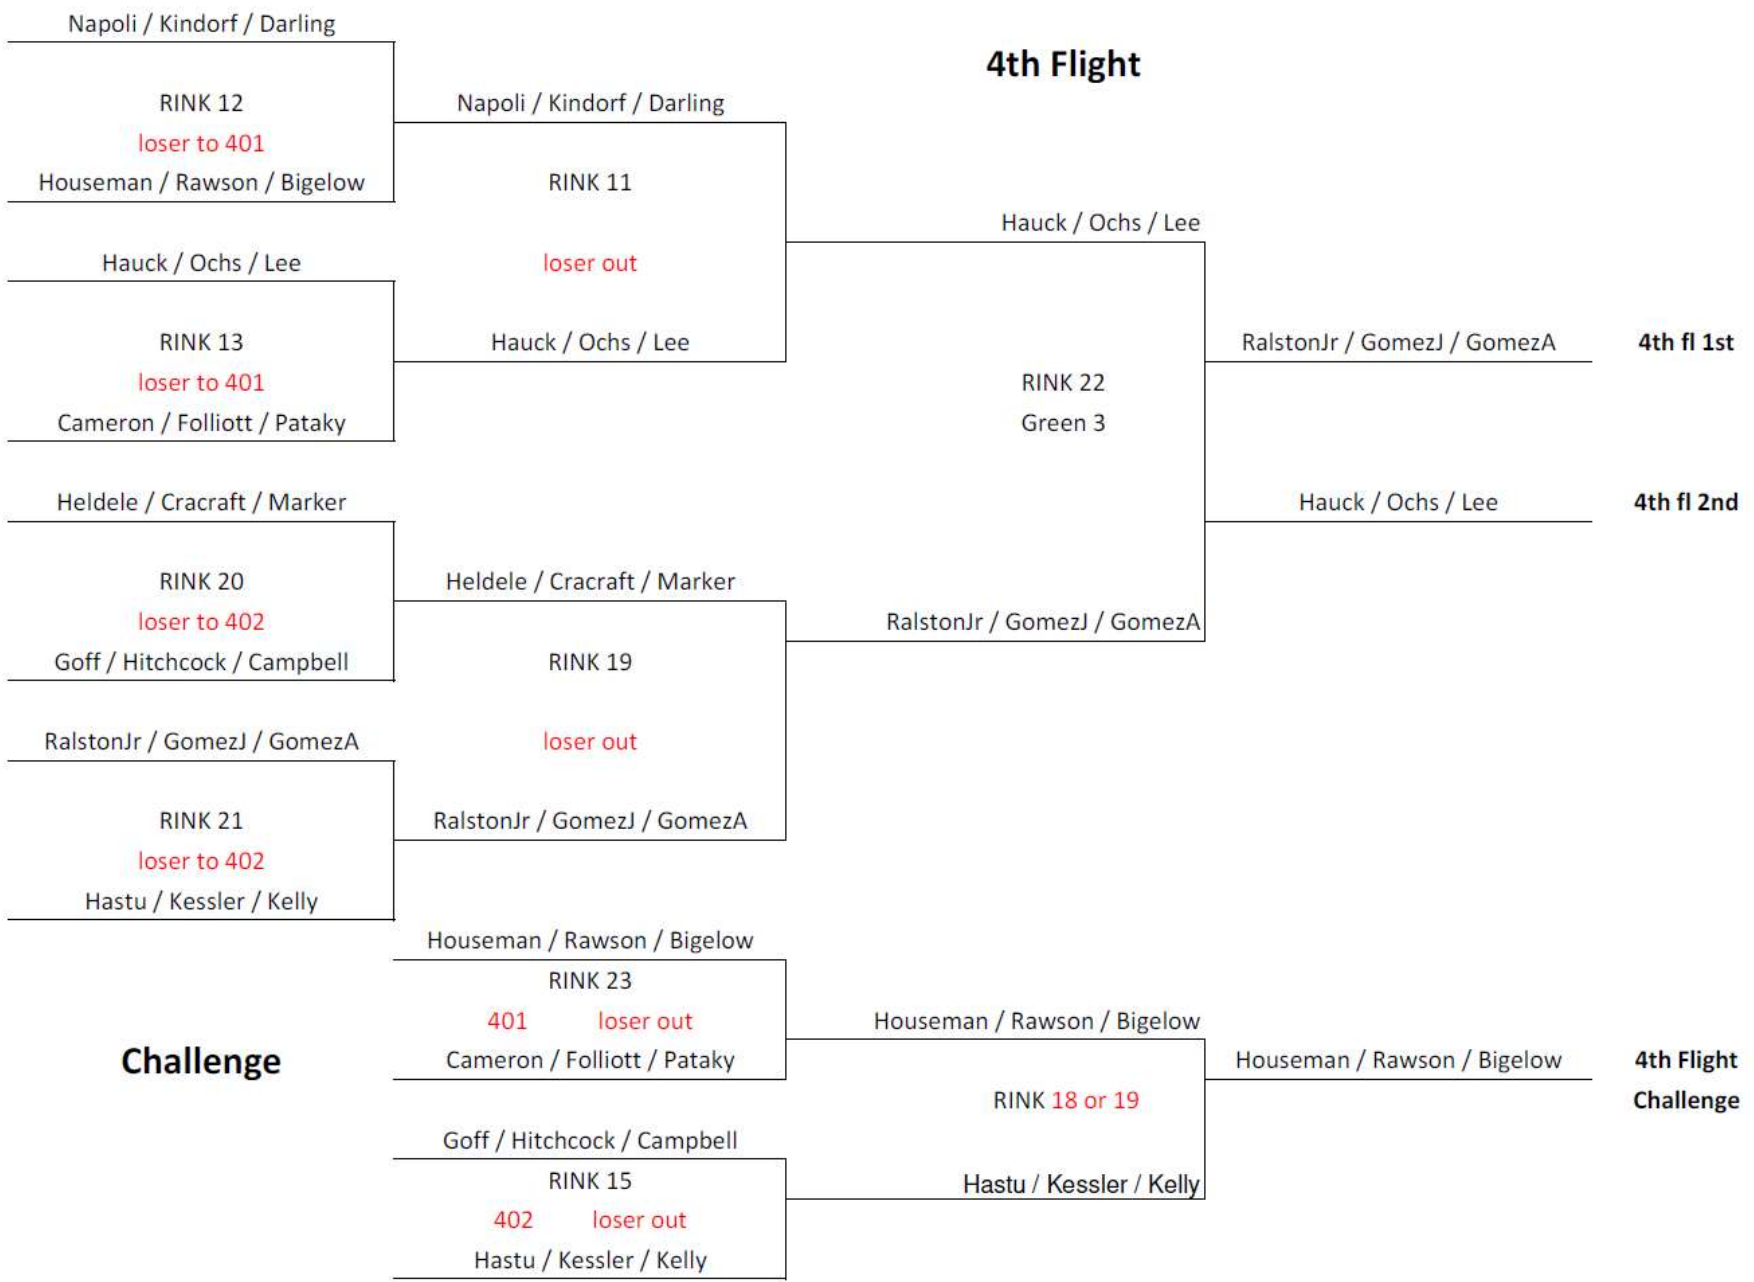 Napoli / Kindorf / Darling
4th Flight
RINK 12
Napoli / Kindorf / Darling
loser to 401
Houseman / Rawson / Bigelow
RINK 11
Hauck / Ochs / Lee
Hauck / Ochs / Lee
loser out
RINK 13
Hauck / Ochs / Lee
RalstonJr / GomezJ / GomezA
4th fl 1st
loser to 401
RINK 22
Cameron / Folliott / Pataky
Green 3
Heldele / Cracraft / Marker
Hauck / Ochs / Lee
4th fl 2nd
RINK 20
Heldele / Cracraft / Marker
loser to 402
RalstonJr / GomezJ / GomezA
Goff / Hitchcock / Campbell
RINK 19
RalstonJr / GomezJ / GomezA
loser out
RINK 21
RalstonJr / GomezJ / GomezA
loser to 402
Hastu / Kessler / Kelly
Houseman / Rawson / Bigelow
RINK 23
401 loser out
Houseman / Rawson / Bigelow
Challenge
Cameron / Folliott / Pataky
Houseman / Rawson / Bigelow
4th Flight
RINK 18 or 19
Challenge
Goff / Hitchcock / Campbell
RINK 15
Hastu / Kessler / Kelly
402 loser out
Hastu / Kessler / Kelly